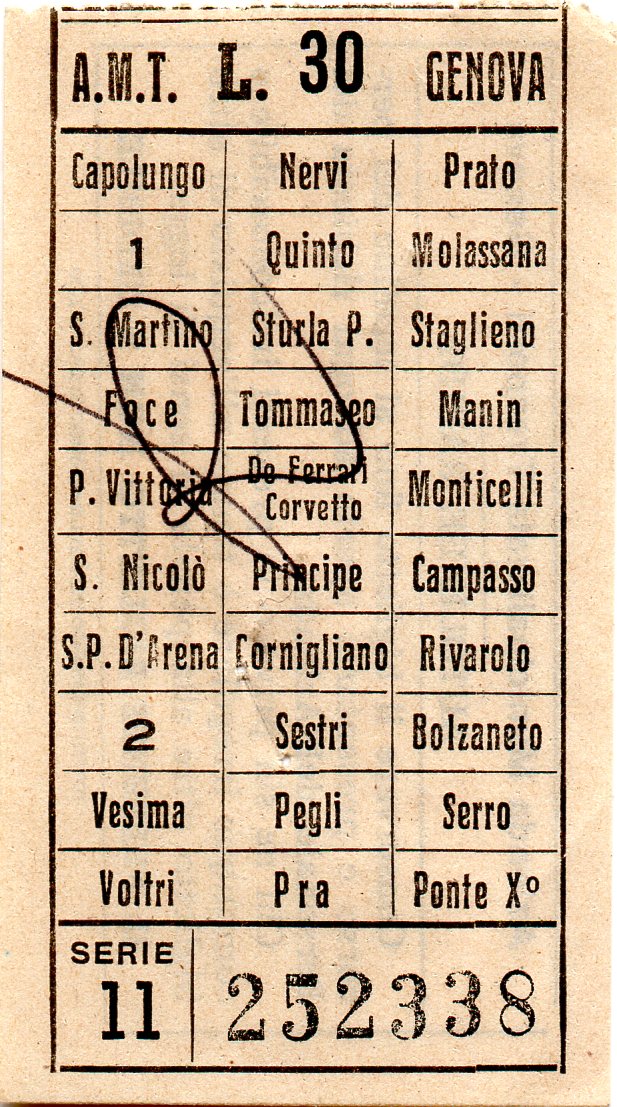 A.M.T. L. 30 GENOVA
Capolungo Nervi Prato
1 Quinto Molassana
S. Martino Sturla P. Staglieno
Foce Tommaseo Manin
P. Vittoria De Ferrari Corvetto Monticelli
S. Nicolò Principe Campasso
S.P.D'Arena Cornigliano Rivarolo
2 Sestri Bolzaneto
Vesima Pegli Serro
Voltri Pra Ponte Xº
SERIE
11 252338